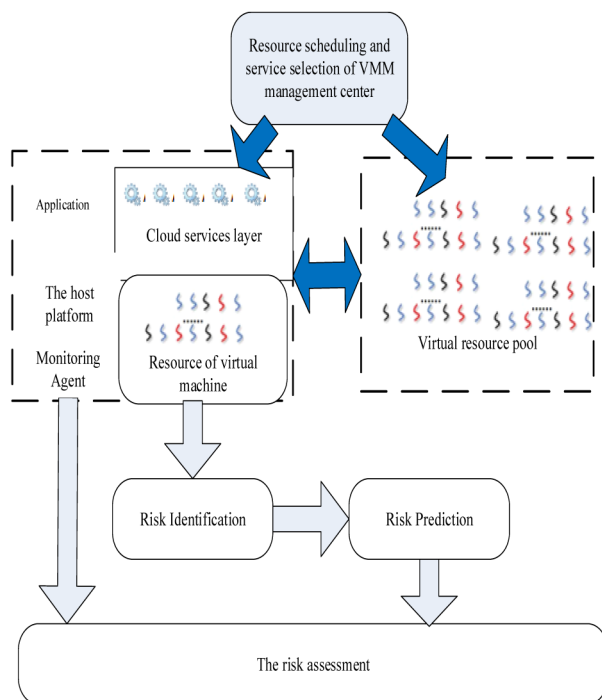 Resource scheduling and
service selection of VMM
management center
Application
Cloud services layer
The host
platform
Monitoring
Agent
Resource of virtual
machine
Virtual resource pool
Risk Identification
Risk Prediction
The risk assessment